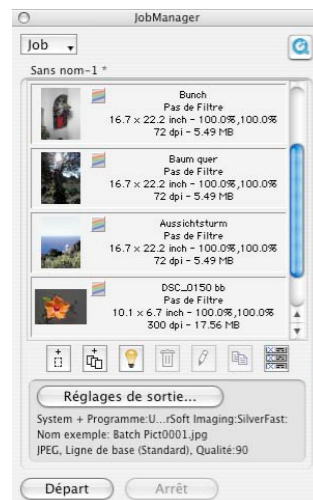 JobManager
Job
Sans nom-1 *
Bunch
Pas de Filtre
16.7 x 22.2 inch - 100.0%,100.0%
72 dpi - 5.49 MB
Baum quer
Pas de Filtre
16.7 x 22.2 inch - 100.0%,100.0%
72 dpi - 5.49 MB
Aussichtsturm
Pas de Filtre
16.7 x 22.2 inch - 100.0%,100.0%
72 dpi - 5.49 MB
DSC_0150 bb
Pas de Filtre
10.1 x 6.7 inch - 100.0%,100.0%
300 dpi - 17.56 MB
Réglages de sortie...
System + Programme:U...rSoft Imaging:SilverFast:
Nom exemple: Batch Pict0001.jpg
JPEG, Ligne de base (Standard), Qualité:90
Départ
Arrêt